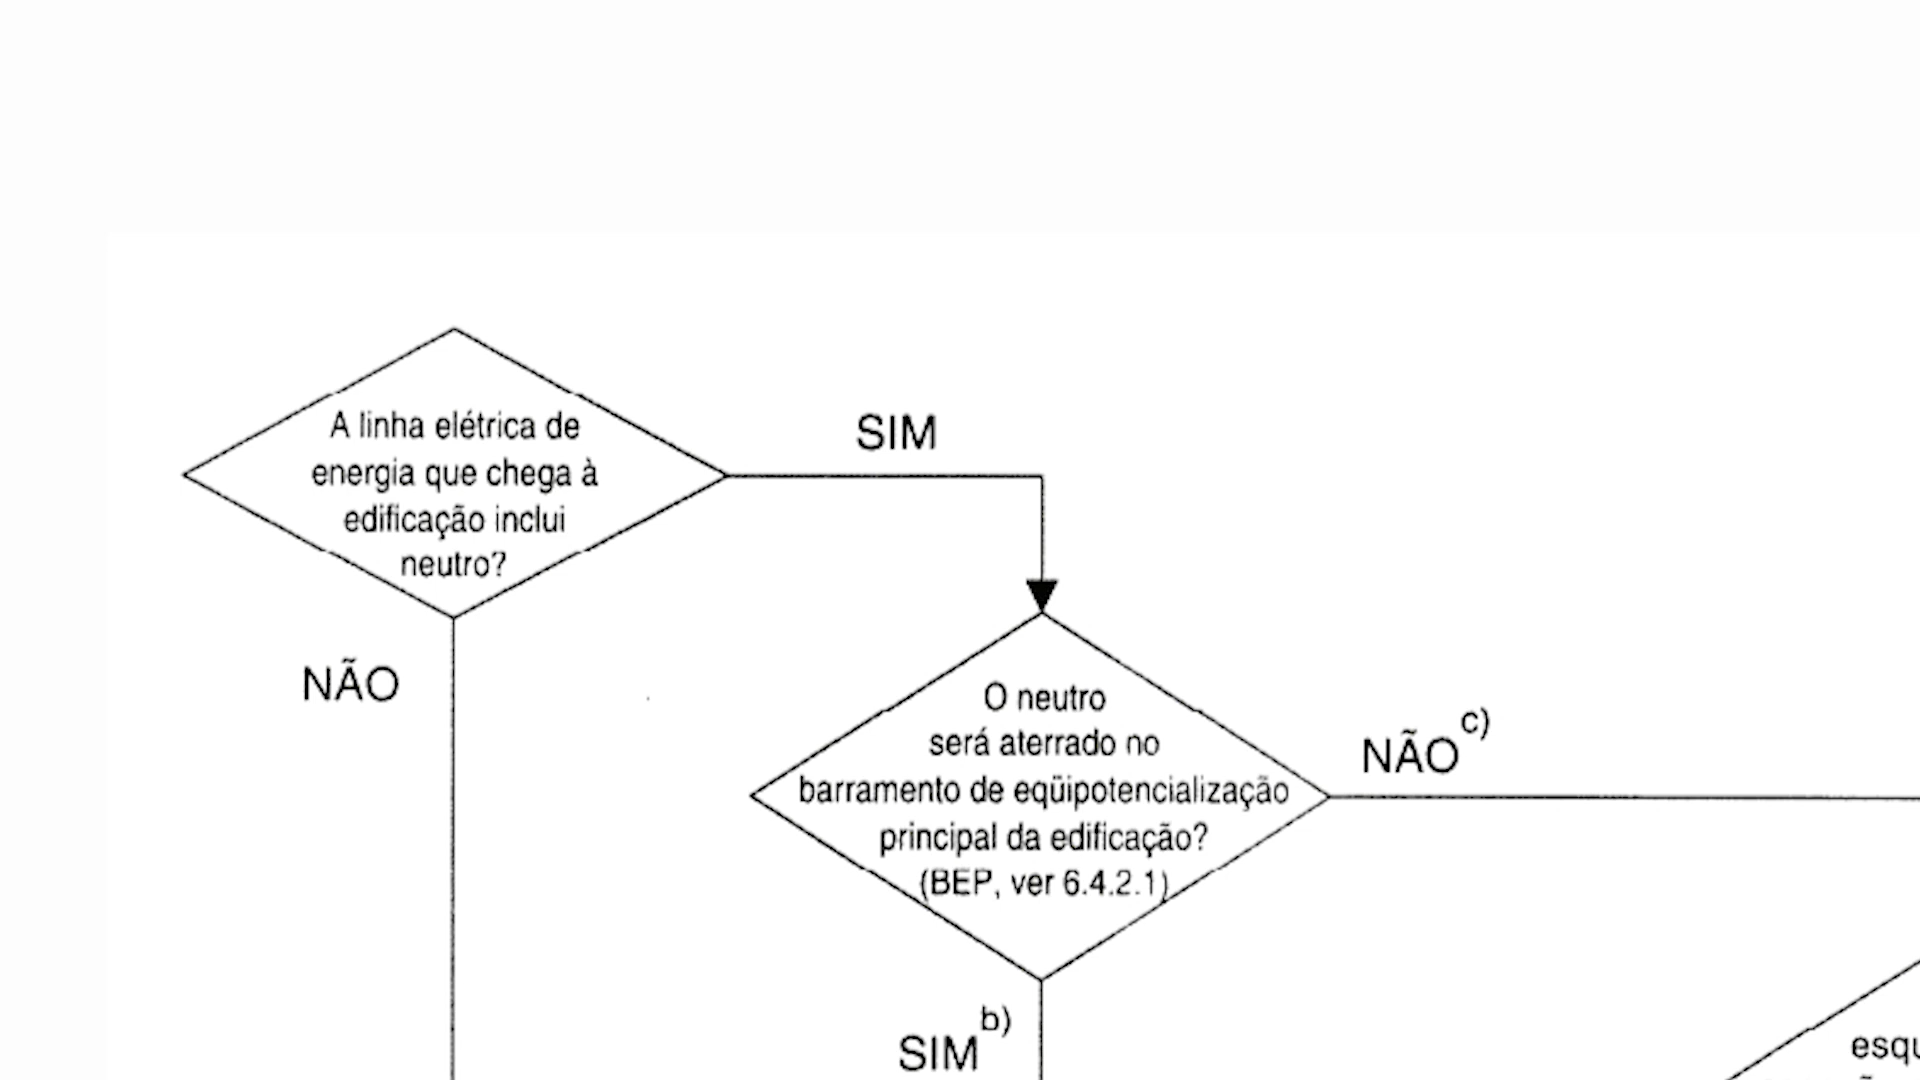 A linha elétrica de
energia que chega à
edificação inclui
neutro?
SIM
NÃO
O neutro
será aterrado no
barramento de eqüipotencialização
principal da edificação?
(BEP, ver 6.4.2.1)
NÃO c)
SIM b)